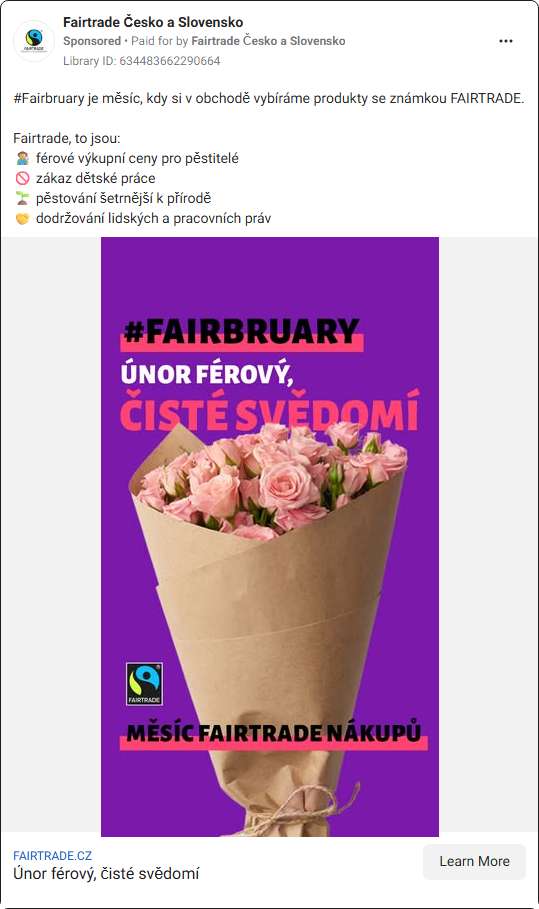 Fairtrade Česko a Slovensko
Sponsored • Paid for by Fairtrade Česko a Slovensko
Library ID: 634483662290664
#Fairbruary je měsíc, kdy si v obchodě vybíráme produkty se známkou FAIRTRADE.
Fairtrade, to jsou:
férové výkupní ceny pro pěstitelé
zákaz dětské práce
pěstování šetrnější k přírodě
dodržování lidských a pracovních práv
#FAIRBRUARY
ÚNOR FÉROVÝ,
ČISTÉ SVĚDOMÍ
FAIRTRADE
MĚSÍC FAIRTRADE NÁKUPŮ
FAIRTRADE.CZ
Únor férový, čisté svědomí
Learn More